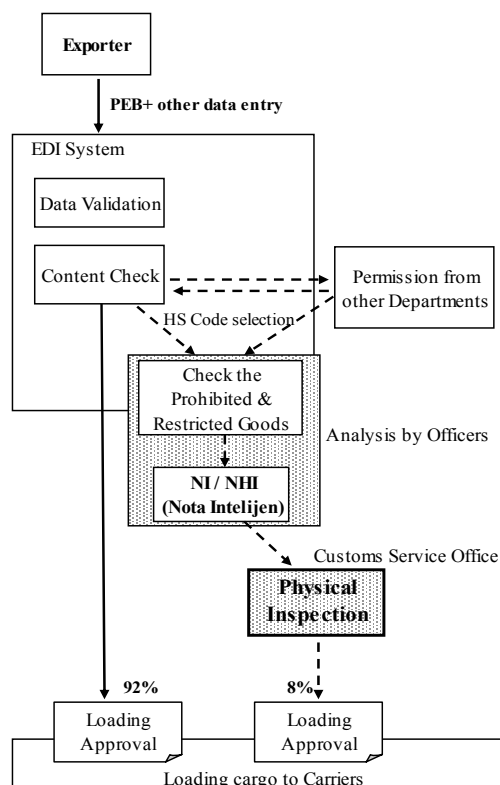 Exporter
PEB+ other data entry
EDI System
Data Validation
Content Check
Permission from
other Departments
HS Code selection
Check the
Prohibited &
Restricted Goods
Analysis by Officers
NI / NHI
(Nota Intelijen)
Customs Service Office
Physical
Inspection
92%
8%
Loading
Approval
Loading
Approval
Loading cargo to Carriers